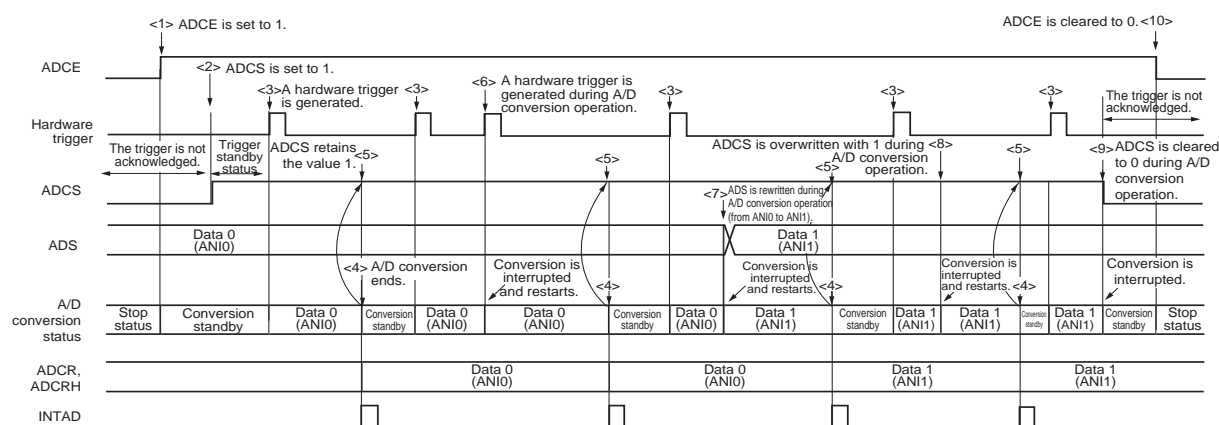 <1> ADCE is set to 1.
ADCE is cleared to 0. <10>
ADCE
<2> ADCS is set to 1.
<3> A hardware trigger
is generated.
<3>
<6> A hardware trigger is
generated during A/D
conversion operation.
<3>
<3>
<3>
The trigger is not
acknowledged.
Hardware
trigger
The trigger is not
acknowledged.
Trigger
standby
status
ADCS retains
the value 1.
<5>
<5>
ADCS is overwritten with 1 during
A/D conversion
operation.
<8>
<5>
<5>
<9> ADCS is cleared
to 0 during A/D
conversion
operation.
ADCS
<7> ADS is rewritten during
A/D conversion operation
(from ANI0 to ANI1).
ADS
Data 0
(ANI0)
Data 1
(ANI1)
<4> A/D conversion
ends.
Conversion is
interrupted
and restarts.
<4>
Conversion is
interrupted
and restarts.
<4>
Conversion is
interrupted
and restarts.
<4>
Conversion is
interrupted.
A/D
conversion
status
Stop
status
Conversion
standby
Data 0
(ANI0)
Conversion
standby
Data 0
(ANI0)
Data 0
(ANI0)
Conversion
standby
Data 0
(ANI0)
Data 1
(ANI1)
Conversion
standby
Data 1
(ANI1)
Data 1
(ANI1)
Conversion
standby
Data 1
(ANI1)
Conversion
standby
Stop
status
ADCR,
ADCRH
Data 0
(ANI0)
Data 0
(ANI0)
Data 1
(ANI1)
Data 1
(ANI1)
INTAD